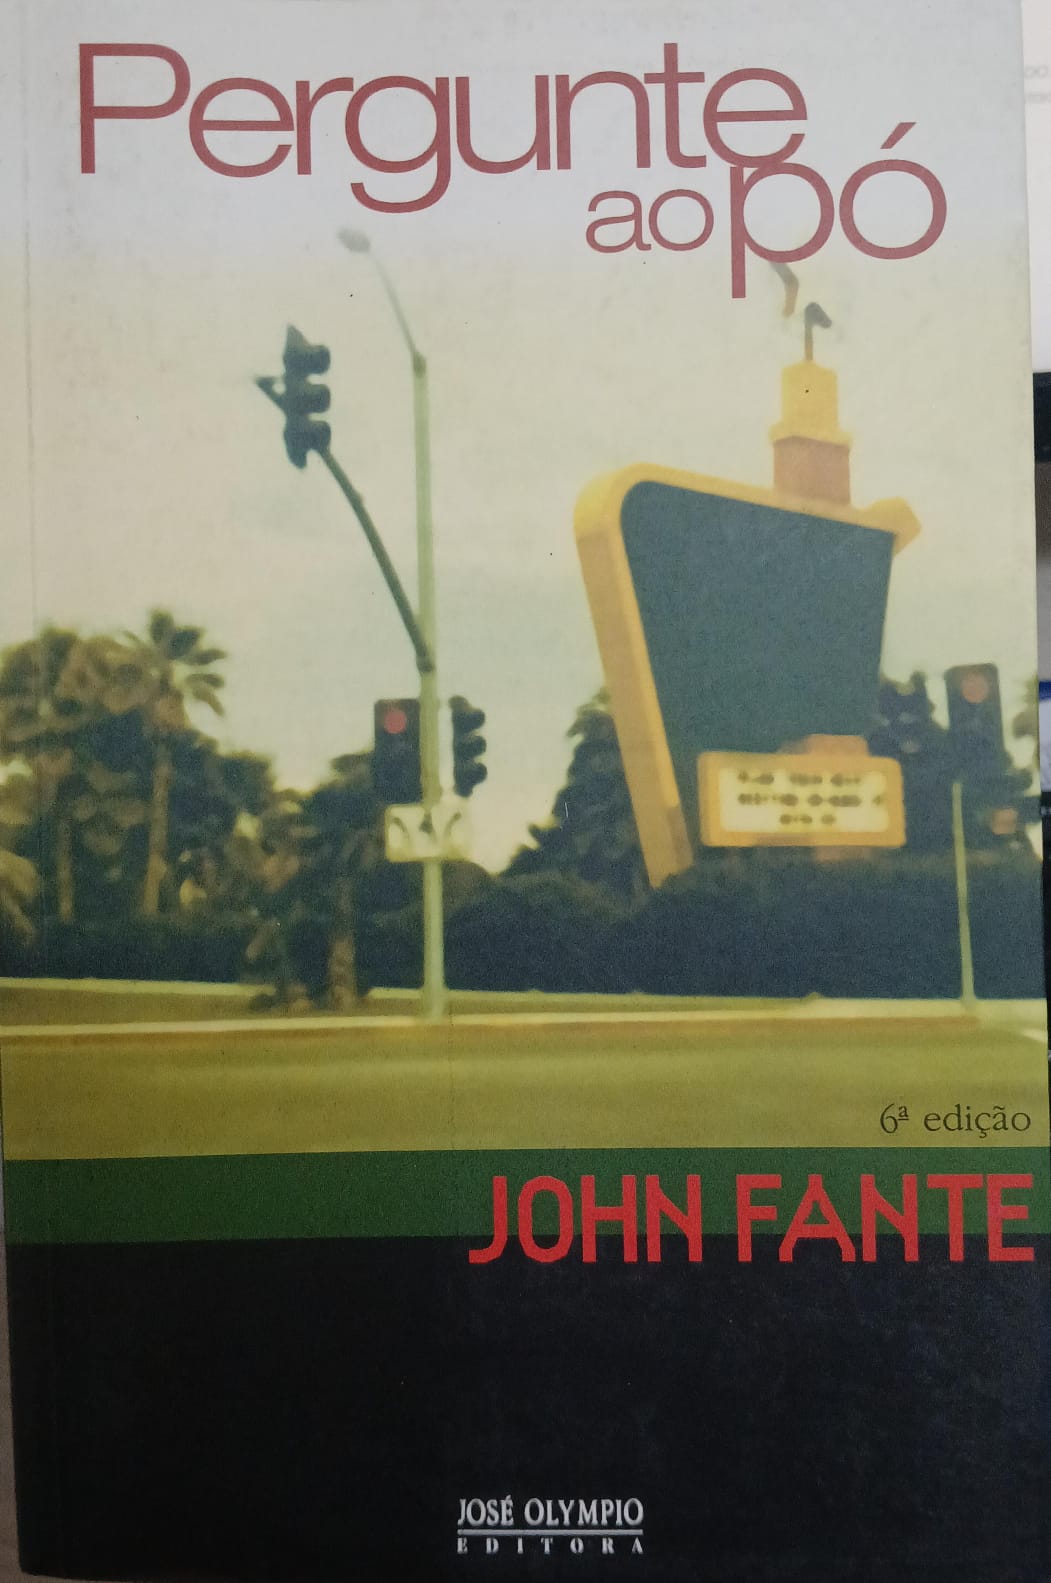 Pergunte
ao pó
6ª edição
JOHN FANTE
JOSÉ OLYMPIO
EDITORA